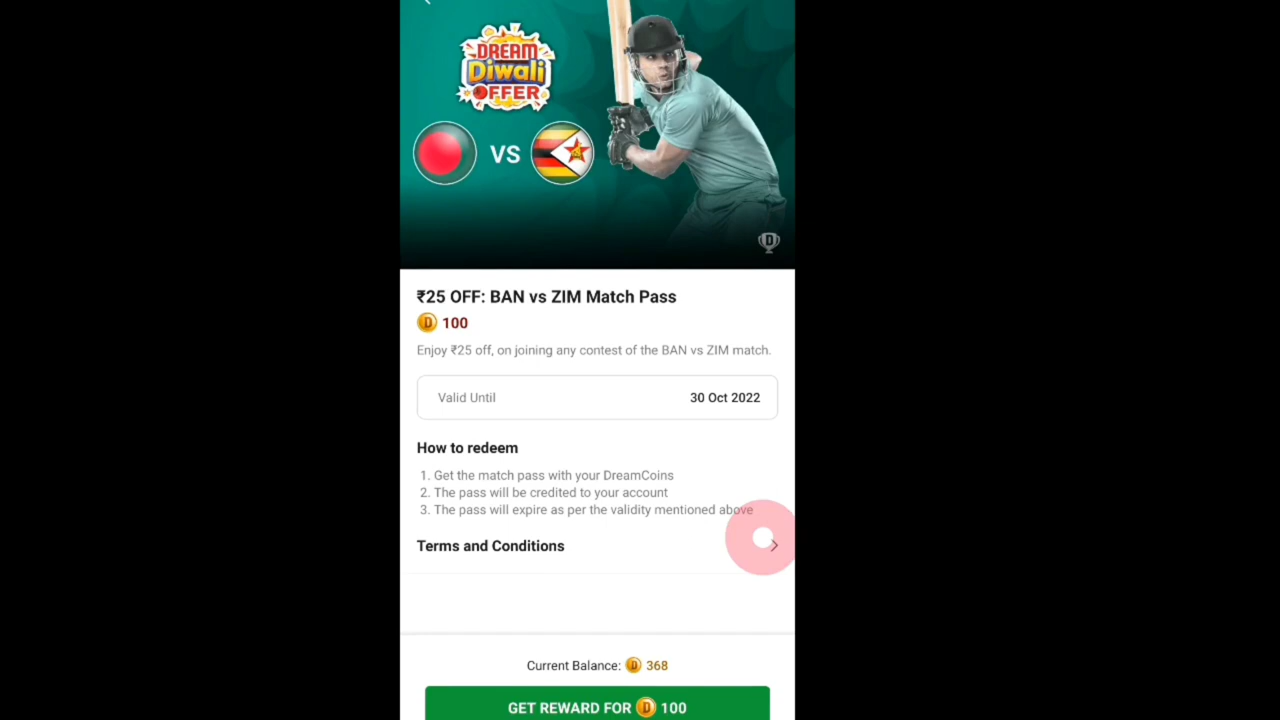 DREAM
Diwali
OFFER
VS
D
₹25 OFF: BAN vs ZIM Match Pass
D 100
Enjoy ₹25 off, on joining any contest of the BAN vs ZIM match.
Valid Until 30 Oct 2022
How to redeem
1. Get the match pass with your DreamCoins
2. The pass will be credited to your account
3. The pass will expire as per the validity mentioned above
Terms and Conditions
Current Balance: D 368
GET REWARD FOR D 100